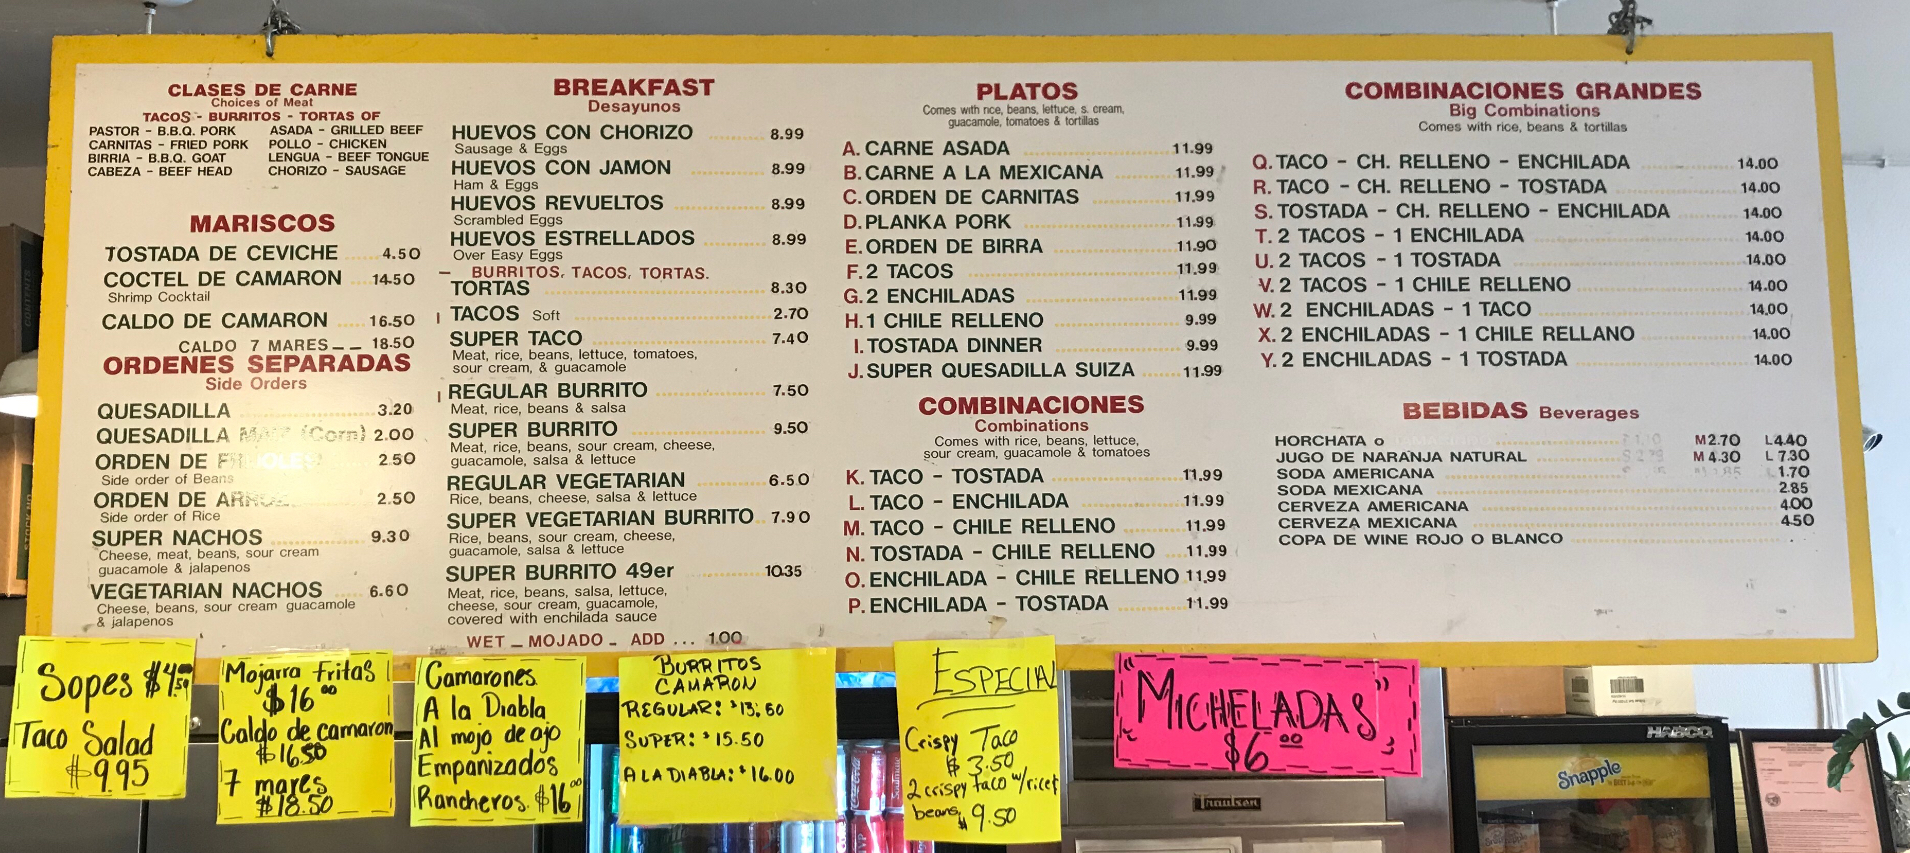 CLASES DE CARNE
Choices of Meat
TACOS - BURRITOS - TORTAS OF
PASTOR - B.B.Q. PORK
CARNITAS - FRIED PORK
BIRRIA - B.B.Q. GOAT
CABEZA - BEEF HEAD
ASADA - GRILLED BEEF
POLLO - CHICKEN
LENGUA - BEEF TONGUE
CHORIZO - SAUSAGE
MARISCOS
TOSTADA DE CEVICHE 4.50
COCTEL DE CAMARON 14.50
Shrimp Cocktail
CALDO DE CAMARON 16.50
CALDO 7 MARES 18.50
ORDENES SEPARADAS
Side Orders
QUESADILLA 3.20
QUESADILLA (Corn) 2.00
ORDEN DE FRIJOLES 2.50
Side order of Beans
ORDEN DE ARROZ 2.50
Side order of Rice
SUPER NACHOS 9.30
Cheese, meat, beans, sour cream
guacamole & jalapenos
VEGETARIAN NACHOS 6.60
Cheese, beans, sour cream guacamole
& jalapenos
BREAKFAST
Desayunos
HUEVOS CON CHORIZO 8.99
Sausage & Eggs
HUEVOS CON JAMON 8.99
Ham & Eggs
HUEVOS REVUELTOS 8.99
Scrambled Eggs
HUEVOS ESTRELLADOS 8.99
Over Easy Eggs
BURRITOS, TACOS, TORTAS.
TORTAS 8.30
TACOS Soft 2.70
SUPER TACO 7.40
Meat, rice, beans, lettuce, tomatoes,
sour cream, & guacamole
REGULAR BURRITO 7.50
Meat, rice, beans & salsa
SUPER BURRITO 9.50
Meat, rice, beans, sour cream, cheese,
guacamole, salsa & lettuce
REGULAR VEGETARIAN 6.50
Rice, beans, cheese, salsa & lettuce
SUPER VEGETARIAN BURRITO 7.90
Rice, beans, sour cream, cheese,
guacamole, salsa & lettuce
SUPER BURRITO 49er 10.35
Meat, rice, beans, salsa, lettuce,
cheese, sour cream, guacamole,
covered with enchilada sauce
WET - MOJADO - ADD ... 1.00
PLATOS
Comes with rice, beans, lettuce, s. cream,
guacamole, tomatoes & tortillas
A. CARNE ASADA 11.99
B. CARNE A LA MEXICANA 11.99
C. ORDEN DE CARNITAS 11.99
D. PLANKA PORK 11.99
E. ORDEN DE BIRRA 11.90
F. 2 TACOS 11.99
G. 2 ENCHILADAS 11.99
H. 1 CHILE RELLENO 9.99
I. TOSTADA DINNER 9.99
J. SUPER QUESADILLA SUIZA 11.99
COMBINACIONES
Combinations
Comes with rice, beans, lettuce,
sour cream, guacamole & tomatoes
K. TACO - TOSTADA 11.99
L. TACO - ENCHILADA 11.99
M. TACO - CHILE RELLENO 11.99
N. TOSTADA - CHILE RELLENO 11.99
O. ENCHILADA - CHILE RELLENO 11.99
P. ENCHILADA - TOSTADA 11.99
COMBINACIONES GRANDES
Big Combinations
Comes with rice, beans & tortillas
Q. TACO - CH. RELLENO - ENCHILADA 14.00
R. TACO - CH. RELLENO - TOSTADA 14.00
S. TOSTADA - CH. RELLENO - ENCHILADA 14.00
T. 2 TACOS - 1 ENCHILADA 14.00
U. 2 TACOS - 1 TOSTADA 14.00
V. 2 TACOS - 1 CHILE RELLENO 14.00
W. 2 ENCHILADAS - 1 TACO 14.00
X. 2 ENCHILADAS - 1 CHILE RELLANO 14.00
Y. 2 ENCHILADAS - 1 TOSTADA 14.00
BEBIDAS Beverages
HORCHATA o M 2.70 L 4.40
JUGO DE NARANJA NATURAL M 4.30 L 7.30
SODA AMERICANA 1.70
SODA MEXICANA 2.85
CERVEZA AMERICANA 4.00
CERVEZA MEXICANA 4.50
COPA DE WINE ROJO O BLANCO
Sopes $4.50
Taco Salad
$9.95
Mojarra Fritas
$16.00
Caldo de camaron
$16.50
7 mares
$18.50
Camarones
A la Diabla
Al mojo de ajo
Empanizados
Rancheros. $16.00
BURRITOS
CAMARON
REGULAR: $13.50
SUPER: $15.50
A LA DIABLA: $16.00
ESPECIAL
Crispy Taco
$3.50
2 crispy taco w/rice &
beans $9.50
"MICHELADAS"
$6.00
Traulsen
HABCO
Snapple
Coca-Cola